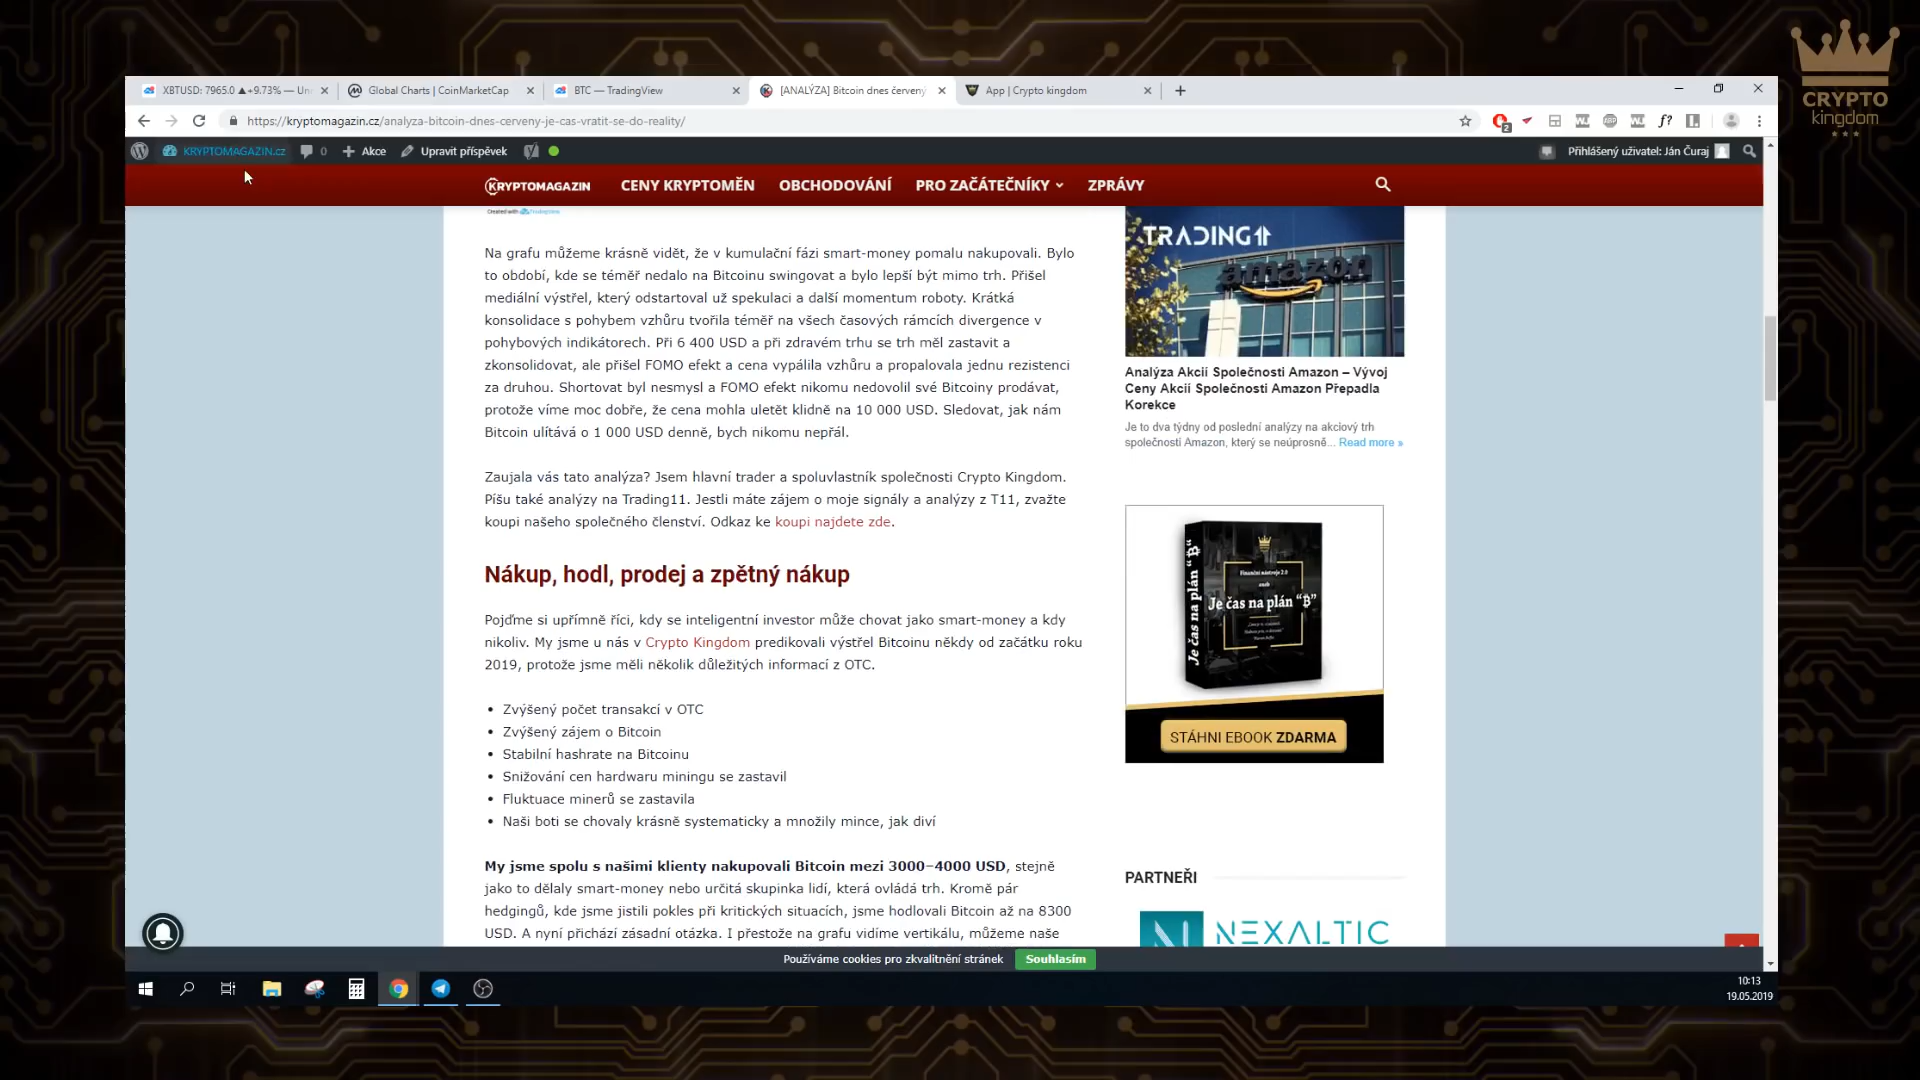 CRYPTO
kingdom
XBTUSD: 7965.0 ▲+9.73% — Un
Global Charts | CoinMarketCap
BTC — TradingView
[ANALÝZA] Bitcoin dnes červený
App | Crypto kingdom
https://kryptomagazin.cz/analyza-bitcoin-dnes-cerveny-je-cas-vratit-se-do-reality/
2
f?
KRYPTOMAGAZIN.cz
0
Akce
Upravit příspěvek
Přihlášený uživatel: Ján Čuraj
KRYPTOMAGAZIN
CENY KRYPTOMĚN
OBCHODOVÁNÍ
PRO ZAČÁTEČNÍKY
ZPRÁVY
Created with TradingView
Na grafu můžeme krásně vidět, že v kumulační fázi smart-money pomalu nakupovali. Bylo
to období, kde se téměř nedalo na Bitcoinu swingovat a bylo lepší být mimo trh. Přišel
mediální výstřel, který odstartoval už spekulaci a další momentum roboty. Krátká
konsolidace s pohybem vzhůru tvořila téměř na všech časových rámcích divergence v
pohybových indikátorech. Při 6 400 USD a při zdravém trhu se trh měl zastavit a
zkonsolidovat, ale přišel FOMO efekt a cena vypálila vzhůru a propalovala jednu rezistenci
za druhou. Shortovat byl nesmysl a FOMO efekt nikomu nedovolil své Bitcoiny prodávat,
protože víme moc dobře, že cena mohla uletět klidně na 10 000 USD. Sledovat, jak nám
Bitcoin ulítává o 1 000 USD denně, bych nikomu nepřál.
Zaujala vás tato analýza? Jsem hlavní trader a spoluvlastník společnosti Crypto Kingdom.
Píšu také analýzy na Trading11. Jestli máte zájem o moje signály a analýzy z T11, zvažte
koupi našeho společného členství. Odkaz ke koupi najdete zde.
Nákup, hodl, prodej a zpětný nákup
Pojďme si upřímně říci, kdy se inteligentní investor může chovat jako smart-money a kdy
nikoliv. My jsme u nás v Crypto Kingdom predikovali výstřel Bitcoinu někdy od začátku roku
2019, protože jsme měli několik důležitých informací z OTC.
• Zvýšený počet transakcí v OTC
• Zvýšený zájem o Bitcoin
• Stabilní hashrate na Bitcoinu
• Snižování cen hardwaru miningu se zastavil
• Fluktuace minerů se zastavila
• Naši boti se chovaly krásně systematicky a množily mince, jak diví
My jsme spolu s našimi klienty nakupovali Bitcoin mezi 3000–4000 USD, stejně
jako to dělaly smart-money nebo určitá skupinka lidí, která ovládá trh. Kromě pár
hedgingů, kde jsme jistili pokles při kritických situacích, jsme hodlovali Bitcoin až na 8300
USD. A nyní přichází zásadní otázka. I přestože na grafu vidíme vertikálu, můžeme naše
TRADING11
amazon
Analýza Akcií Společnosti Amazon – Vývoj
Ceny Akcií Společnosti Amazon Přepadla
Korekce
Je to dva týdny od poslední analýzy na akciový trh
společnosti Amazon, který se neúprosně... Read more »
Je čas na plán “₿“
Finanční nástroje 2.0
aneb
Je čas na plán “₿”
STÁHNI EBOOK ZDARMA
PARTNEŘI
NEXALTIC
Používáme cookies pro zkvalitnění stránek
Souhlasím
10:13
19.05.2019